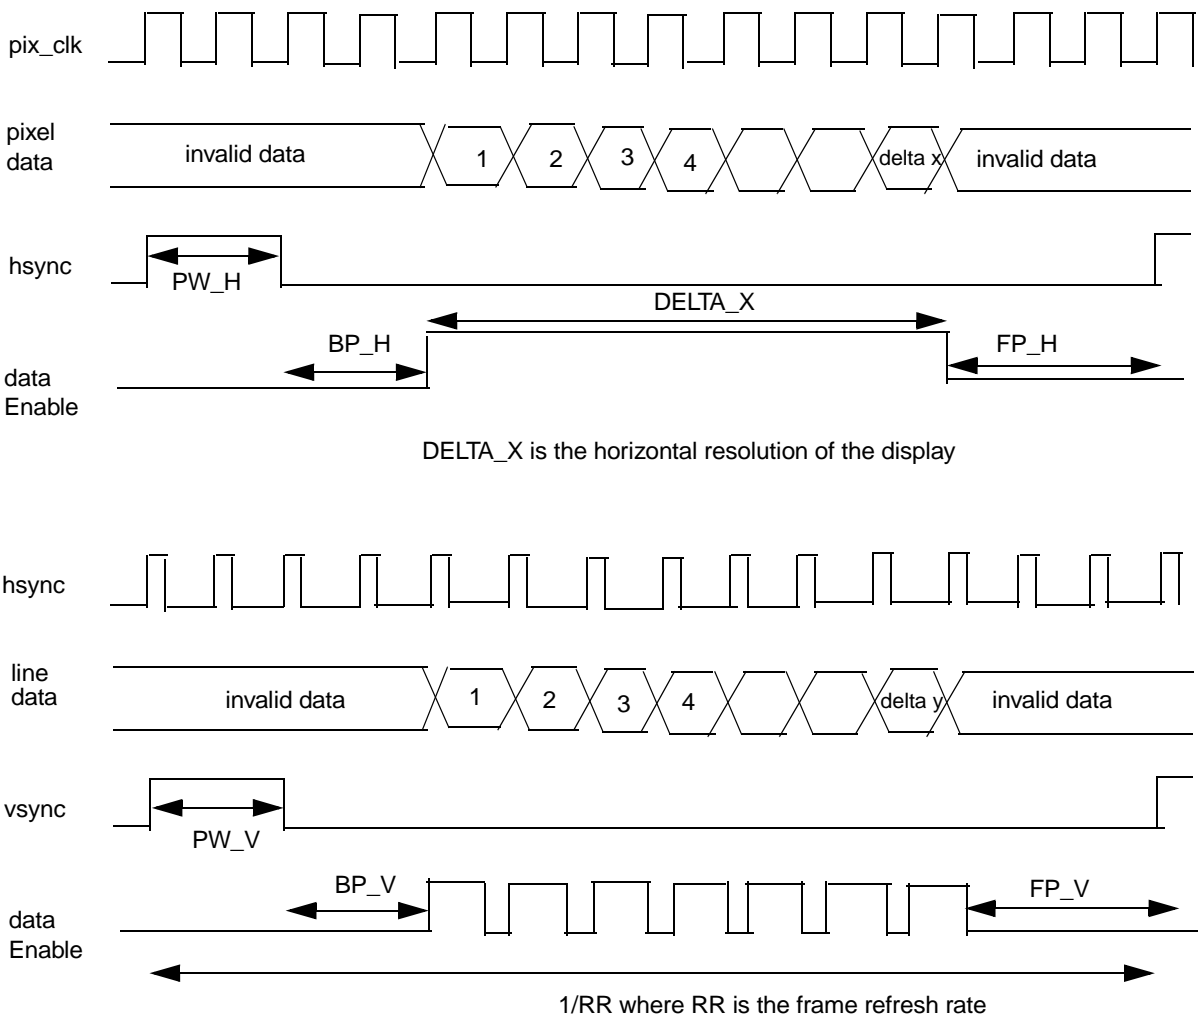 pix_clk
pixel
data
invalid data
1
2
3
4
delta x
invalid data
hsync
PW_H
DELTA_X
BP_H
FP_H
data
Enable
DELTA_X is the horizontal resolution of the display
hsync
line
data
invalid data
1
2
3
4
delta y
invalid data
vsync
PW_V
BP_V
FP_V
data
Enable
1/RR where RR is the frame refresh rate